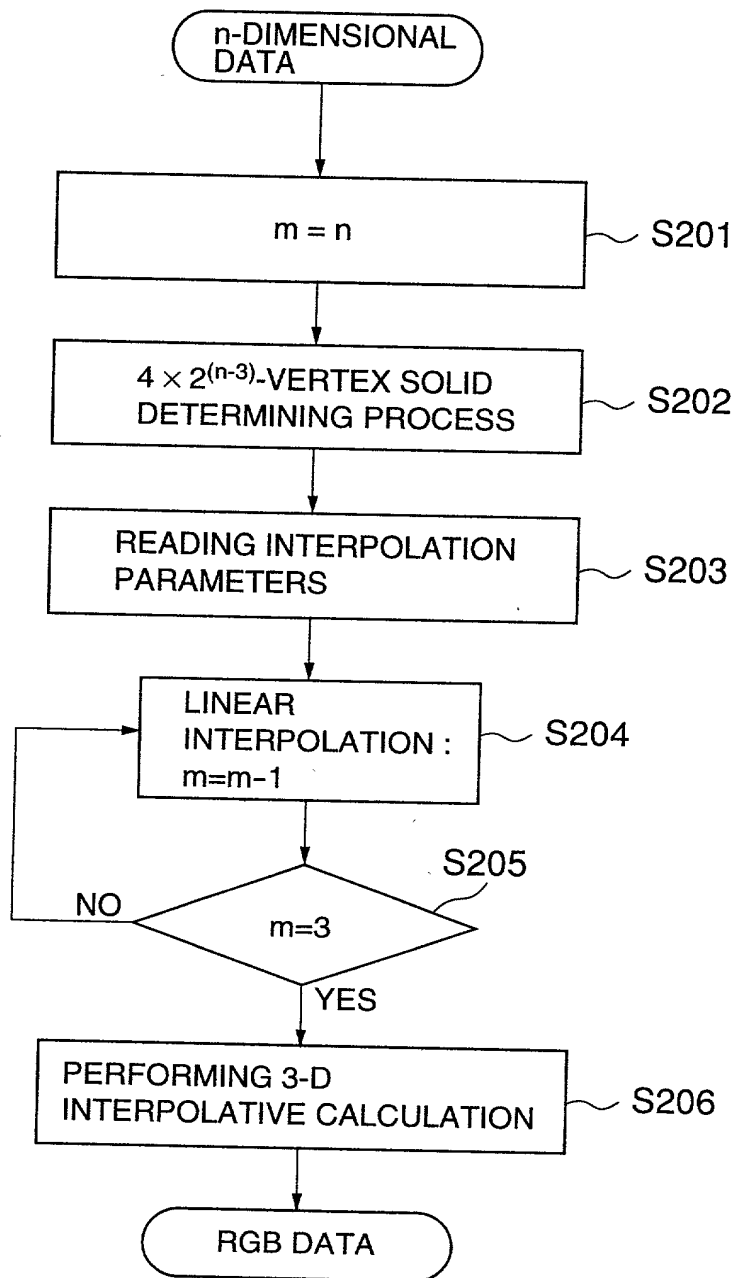 n-DIMENSIONAL
DATA
m = n
S201
4 × 2^(n-3)-VERTEX SOLID
DETERMINING PROCESS
S202
READING INTERPOLATION
PARAMETERS
S203
LINEAR
INTERPOLATION :
m=m-1
S204
S205
m=3
NO
YES
PERFORMING 3-D
INTERPOLATIVE CALCULATION
S206
RGB DATA